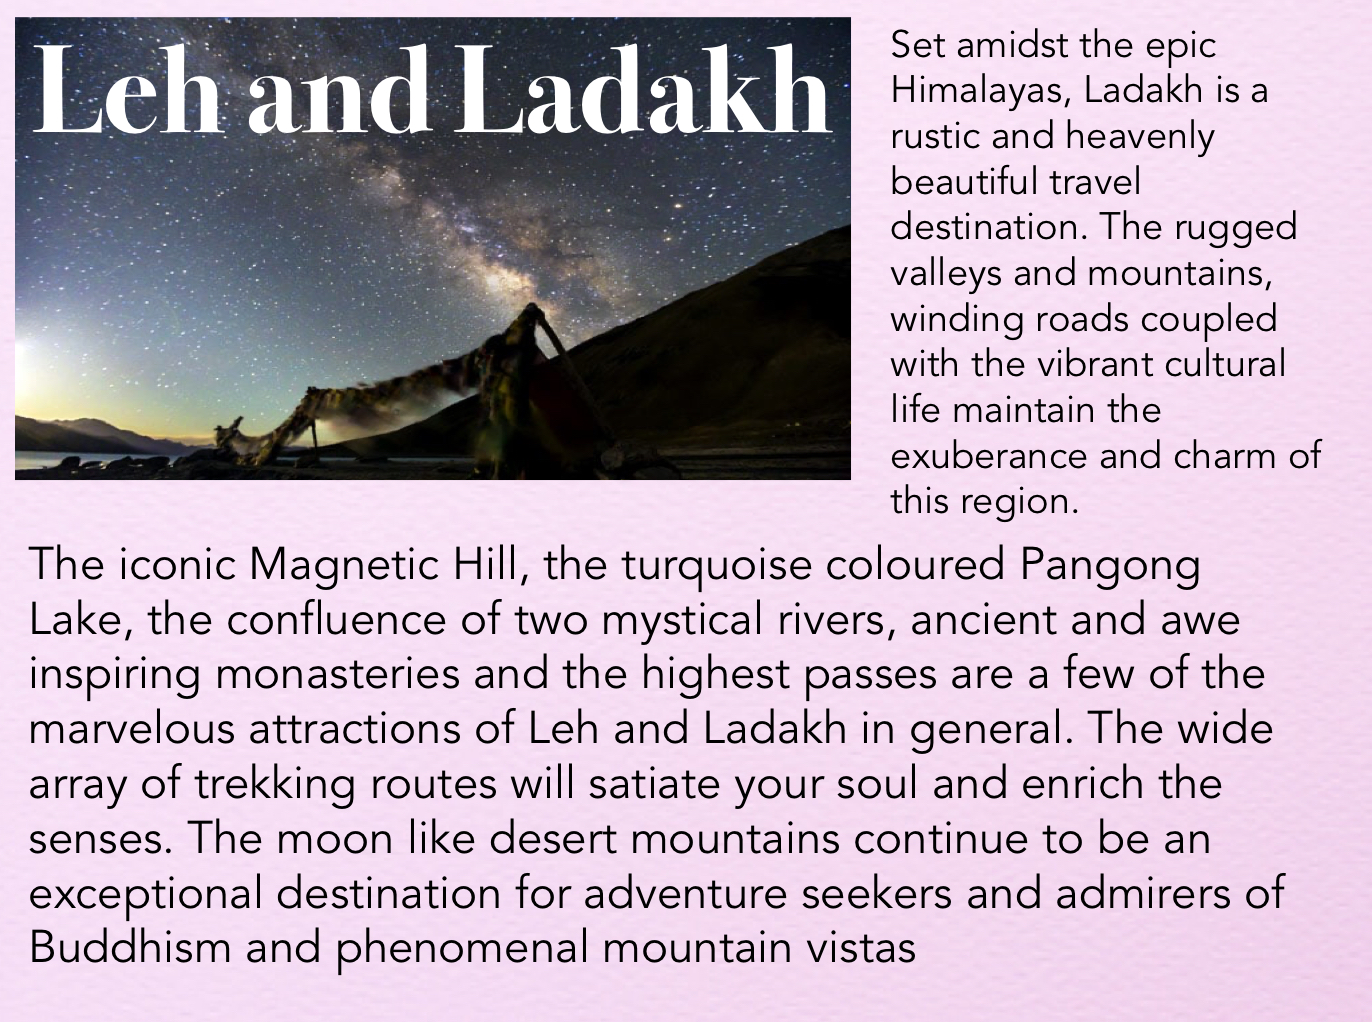 Leh and Ladakh
Set amidst the epic
Himalayas, Ladakh is a
rustic and heavenly
beautiful travel
destination. The rugged
valleys and mountains,
winding roads coupled
with the vibrant cultural
life maintain the
exuberance and charm of
this region.
The iconic Magnetic Hill, the turquoise coloured Pangong
Lake, the confluence of two mystical rivers, ancient and awe
inspiring monasteries and the highest passes are a few of the
marvelous attractions of Leh and Ladakh in general. The wide
array of trekking routes will satiate your soul and enrich the
senses. The moon like desert mountains continue to be an
exceptional destination for adventure seekers and admirers of
Buddhism and phenomenal mountain vistas